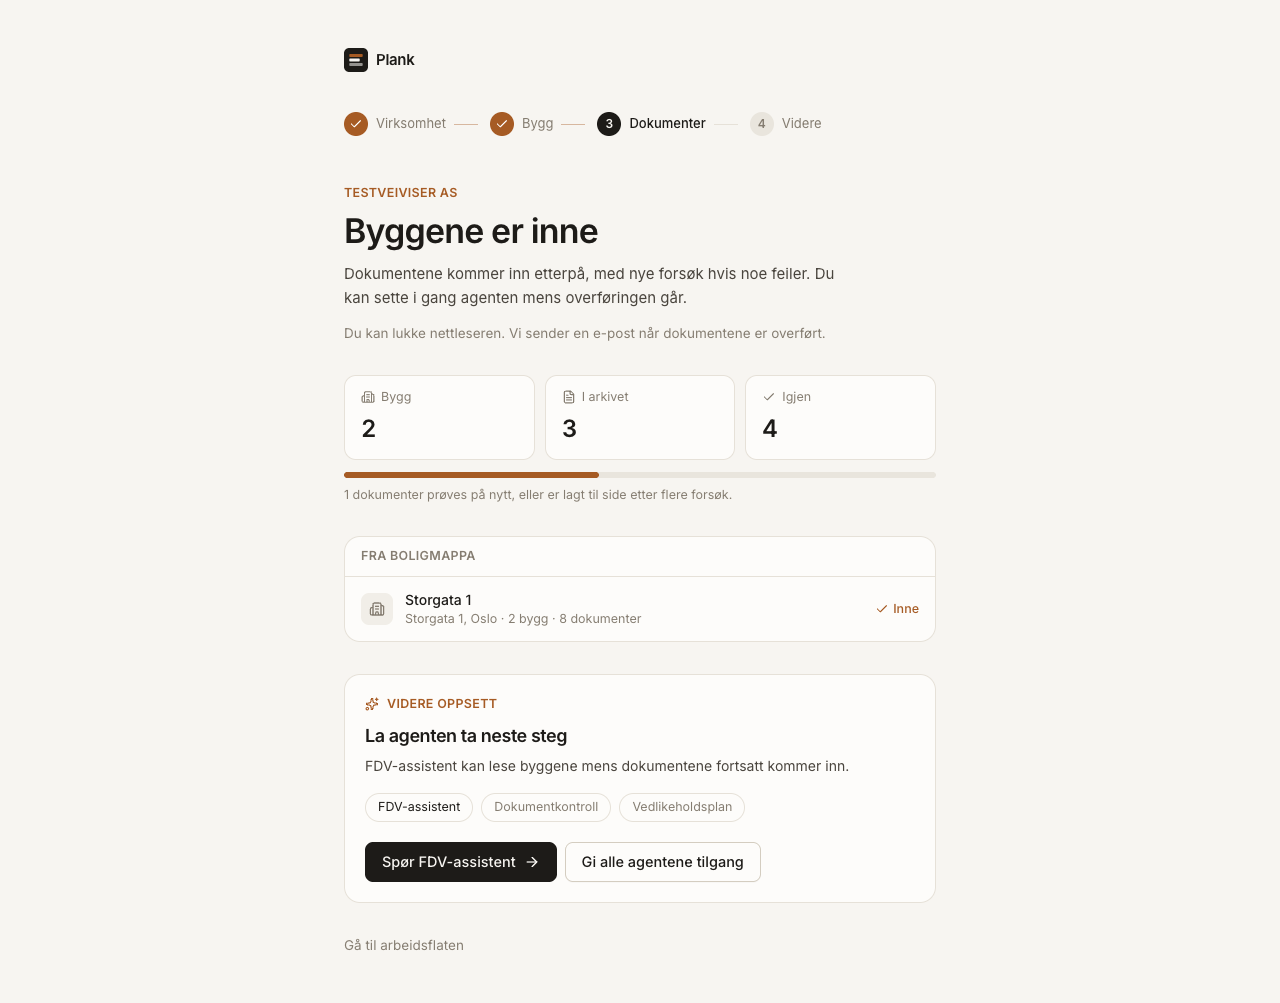 Plank
Virksomhet
Bygg
3 Dokumenter
4 Videre
TESTVEIVISER AS
Byggene er inne
Dokumentene kommer inn etterpå, med nye forsøk hvis noe feiler. Du
kan sette i gang agenten mens overføringen går.
Du kan lukke nettleseren. Vi sender en e-post når dokumentene er overført.
Bygg
2
I arkivet
3
Igjen
4
1 dokumenter prøves på nytt, eller er lagt til side etter flere forsøk.
FRA BOLIGMAPPA
Storgata 1
Storgata 1, Oslo · 2 bygg · 8 dokumenter
Inne
VIDERE OPPSETT
La agenten ta neste steg
FDV-assistent kan lese byggene mens dokumentene fortsatt kommer inn.
FDV-assistent
Dokumentkontroll
Vedlikeholdsplan
Spør FDV-assistent
Gi alle agentene tilgang
Gå til arbeidsflaten